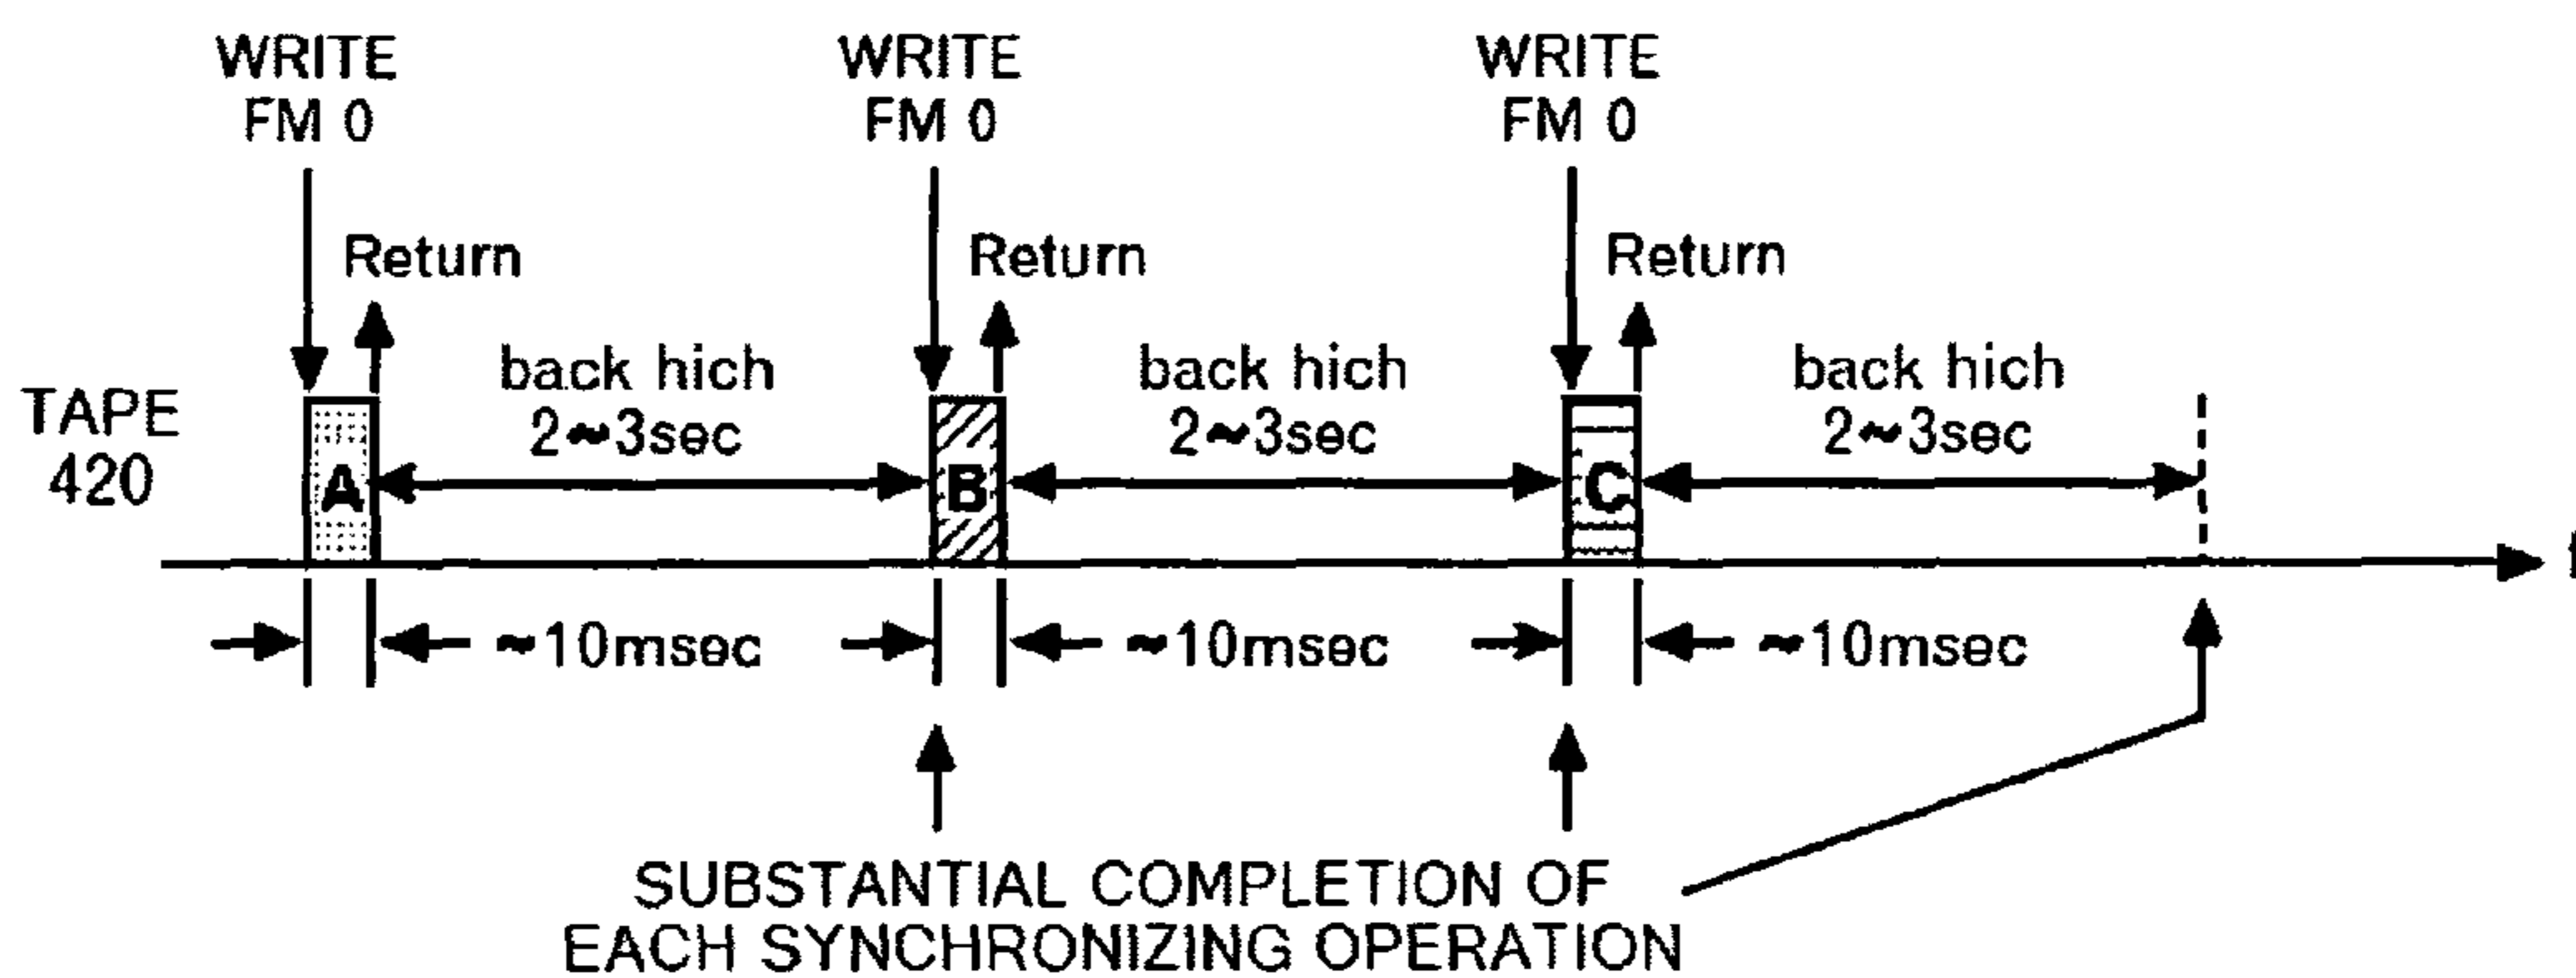 WRITE
FM 0
WRITE
FM 0
WRITE
FM 0
Return
Return
Return
back hich
2~3sec
back hich
2~3sec
back hich
2~3sec
TAPE
420
A
B
C
~10msec
~10msec
~10msec
SUBSTANTIAL COMPLETION OF
EACH SYNCHRONIZING OPERATION